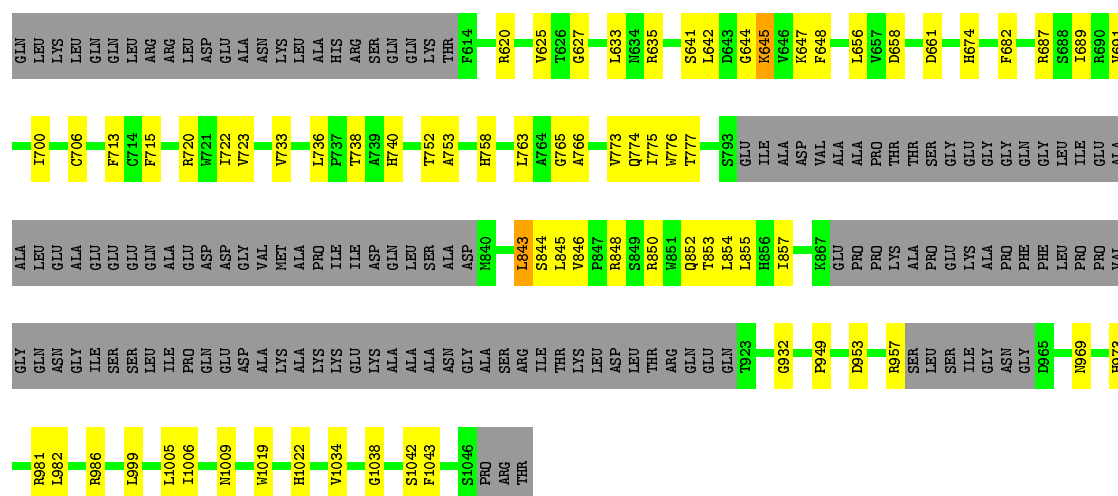 GLN LEU LYS LEU GLN GLN LEU ARG ARG LEU ASP GLU ALA ASN LYS LEU ALA HIS ARG SER GLN GLN LYS THR F614 R620 V625 T626 G627 L633 N634 R635 S641 L642 D643 G644 K645 V646 K647 F648 L656 V657 D658 D661 H674 F682 R687 S688 I689 R690 V691
I700 C706 F713 G714 F715 R720 W721 I722 V723 V733 L736 P737 T738 A739 H740 T752 A753 H758 L763 A764 G765 A766 V773 Q774 I775 W776 T777 S793 GLU ILE ALA ASP VAL ALA ALA PRO THR THR SER GLY GLU GLY GLY GLN GLY LEU ILE GLU ALA
ALA LEU GLU ALA GLU GLU GLU GLN ALA GLU ASP ASP GLY VAL MET ALA PRO ILE ILE ASP GLN LEU SER ALA ASP M840 L843 S844 L845 V846 P847 R848 S849 R850 W851 Q852 T853 L854 L855 H856 I857 K867 GLU PRO PRO LYS ALA PRO GLU LYS ALA PRO PHE PHE LEU PRO PRO VAL
GLY GLN ASN GLY ILE SER SER LEU ILE PRO GLN GLU ASP ALA LYS ALA LYS LYS GLU LYS ALA ALA ALA ASN GLY ALA SER ARG ILE THR LYS LEU ASP LEU THR ARG GLN GLU GLN T923 G932 P949 D953 R957 SER LEU SER ILE GLY ASN GLY D965 N969 H973
R981 L982 R986 L999 L1005 I1006 N1009 W1019 H1022 V1034 G1038 S1042 F1043 S1046 PRO ARG THR